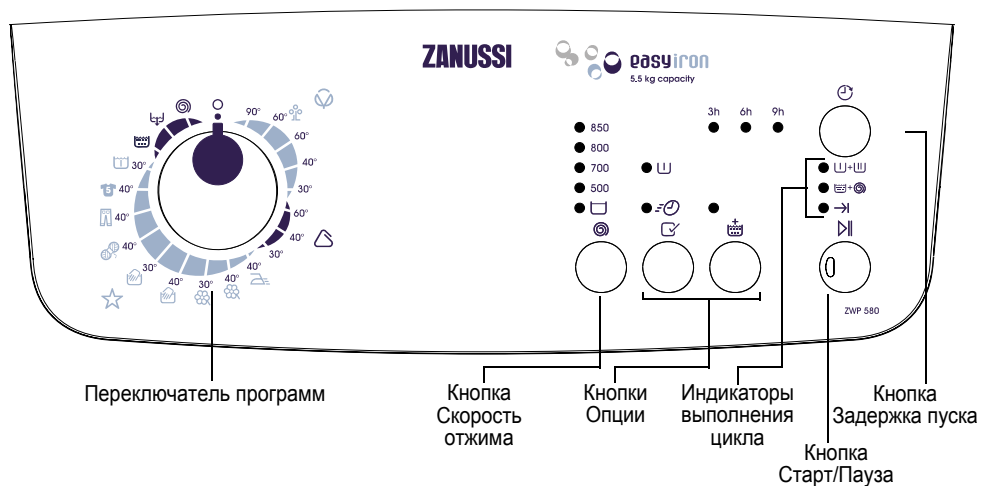 ZANUSSI
easyiron
5.5 kg capacity
90°
60°
60°
40°
30°
60°
40°
40°
30°
40°
30°
40°
30°
40°
40°
40°
30°
3h 6h 9h
850
800
700
500
ZWP 580
Переключатель программ
Кнопка
Скорость
отжима
Кнопки
Опции
Индикаторы
выполнения
цикла
Кнопка
Задержка пуска
Кнопка
Старт/Пауза